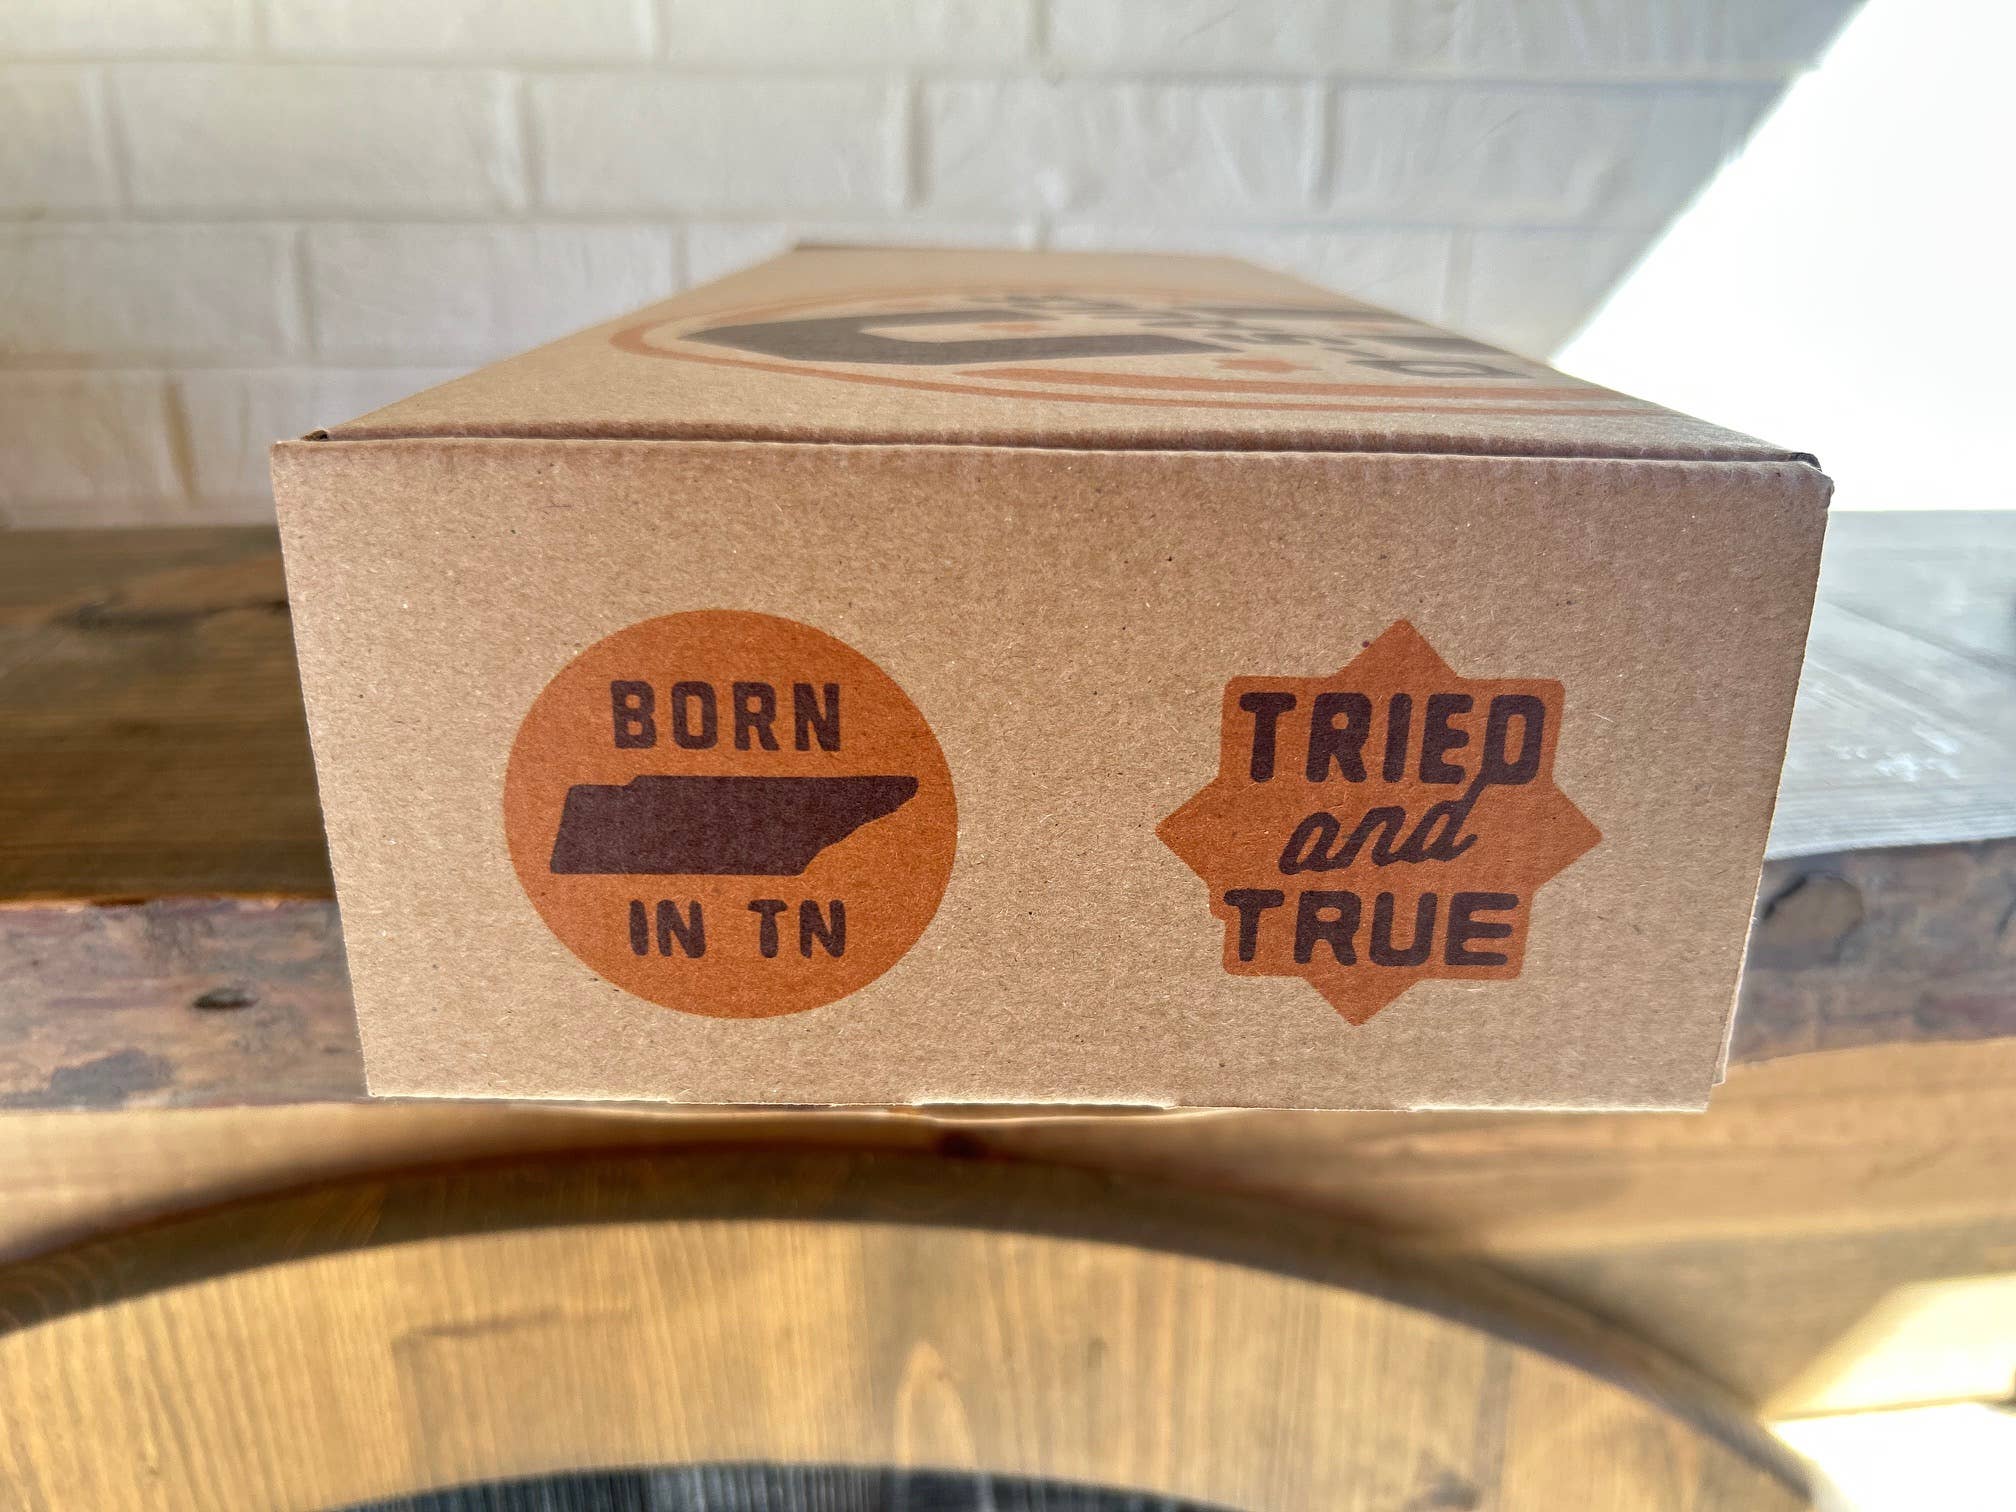 BORN
IN TN
TRIED
and
TRUE